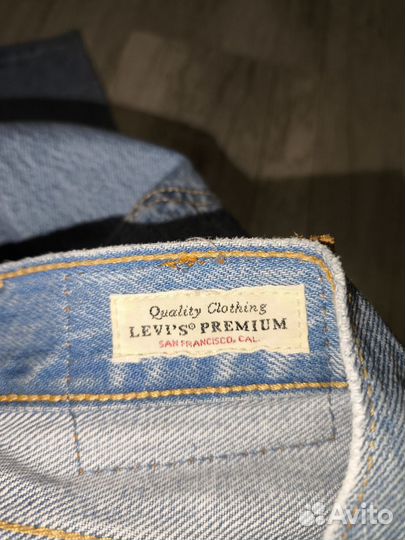 Quality Clothing
LEVI'S® PREMIUM
SAN FRANCISCO, CAL.
Avito